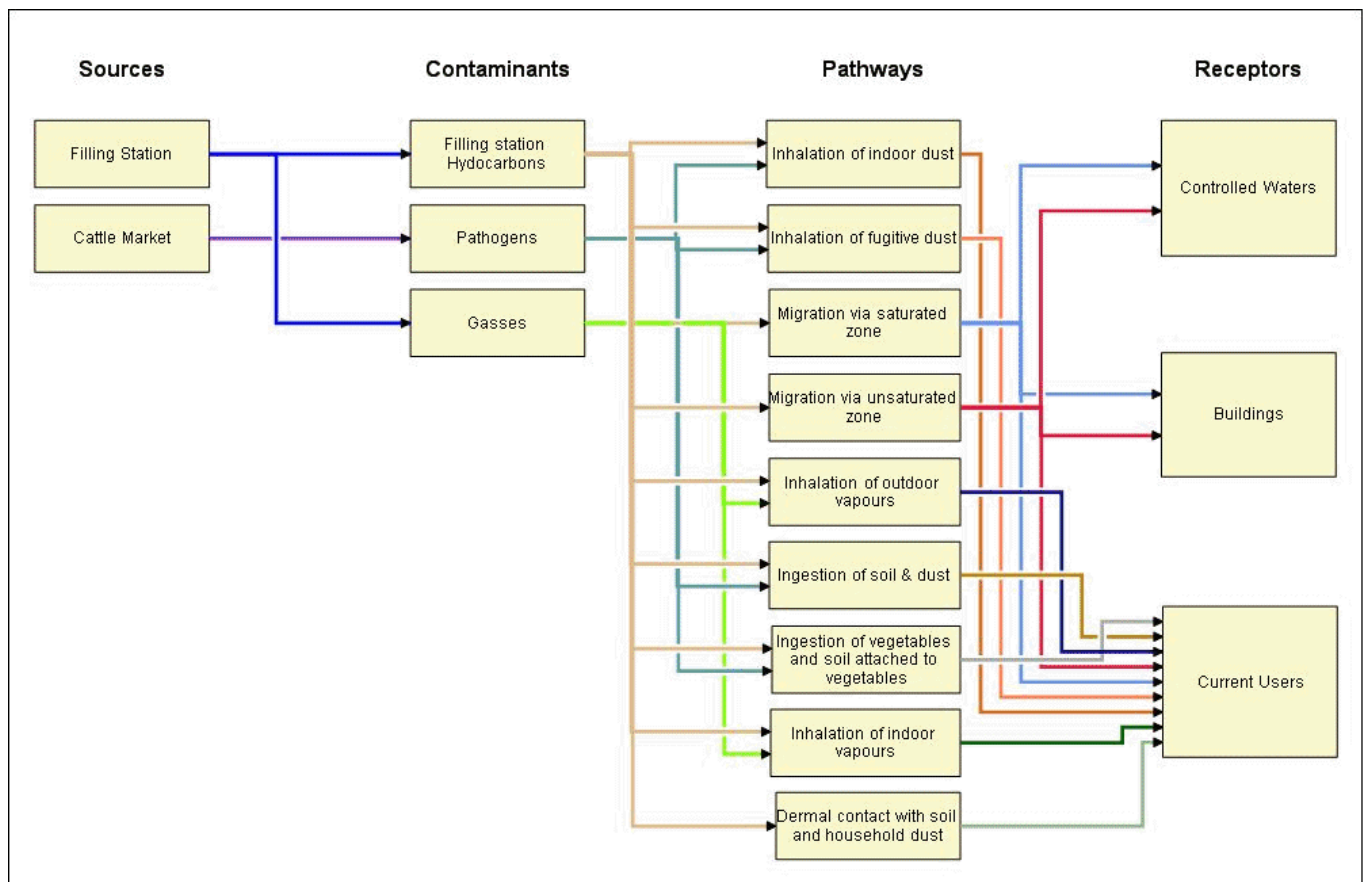 Sources
Contaminants
Pathways
Receptors
Filling Station
Cattle Market
Filling station
Hydocarbons
Pathogens
Gasses
Inhalation of indoor dust
Inhalation of fugitive dust
Migration via saturated
zone
Migration via unsaturated
zone
Inhalation of outdoor
vapours
Ingestion of soil & dust
Ingestion of vegetables
and soil attached to
vegetables
Inhalation of indoor
vapours
Dermal contact with soil
and household dust
Controlled Waters
Buildings
Current Users